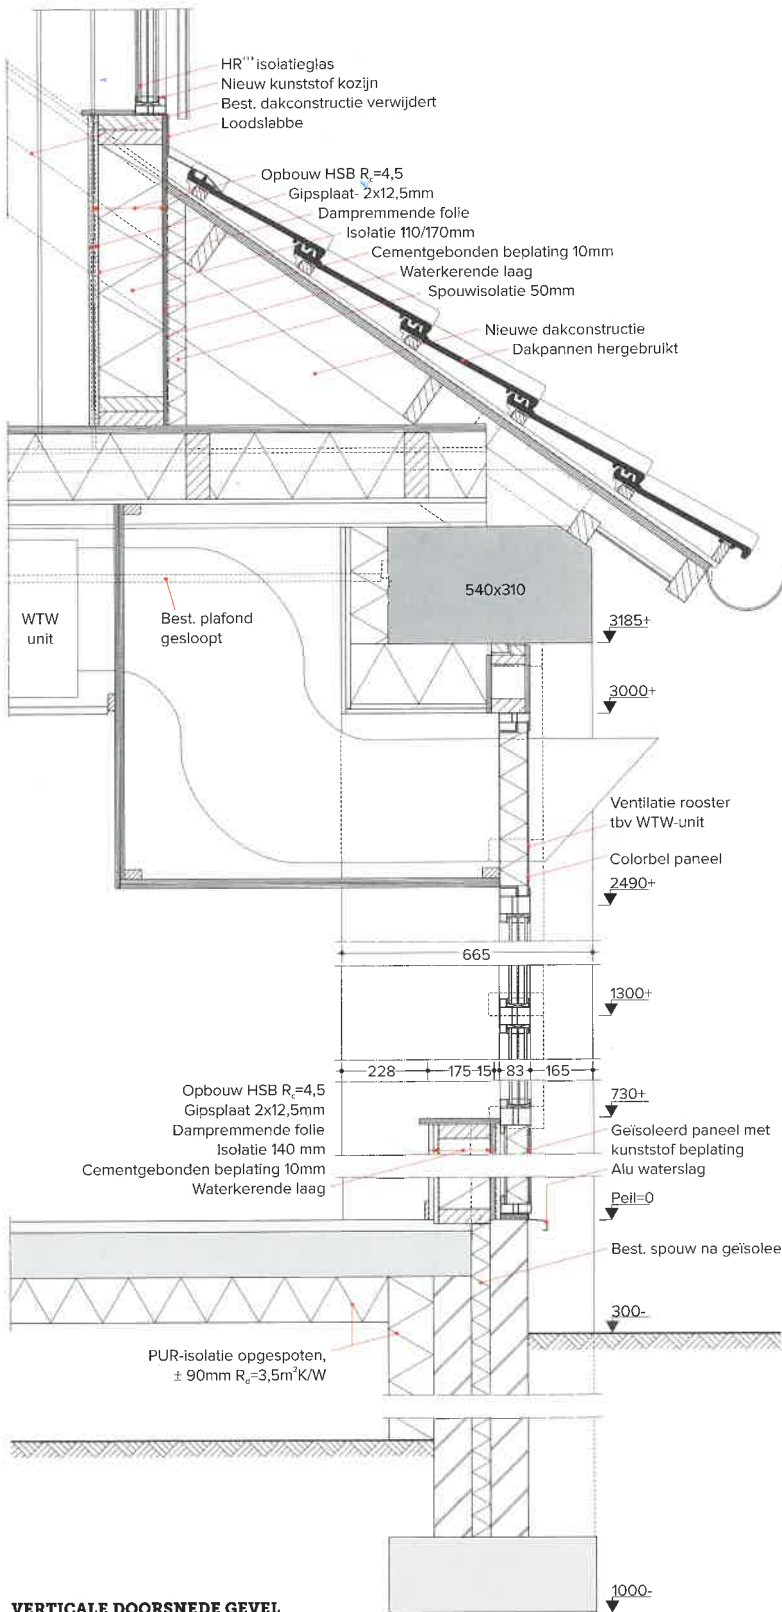 HR+++ isolatieglas
Nieuw kunststof kozijn
Best. dakconstructie verwijdert
Loodslabbe
Opbouw HSB Rc=4,5
Gipsplaat- 2x12,5mm
Dampremmende folie
Isolatie 110/170mm
Cementgebonden beplating 10mm
Waterkerende laag
Spouwisolatie 50mm
Nieuwe dakconstructie
Dakpannen hergebruikt
540x310
WTW
unit
Best. plafond
gesloopt
3185+
3000+
Ventilatie rooster
tbv WTW-unit
Colorbel paneel
2490+
665
1300+
228 175 15 83 165
730+
Opbouw HSB Rc=4,5
Gipsplaat 2x12,5mm
Dampremmende folie
Isolatie 140 mm
Cementgebonden beplating 10mm
Waterkerende laag
Geïsoleerd paneel met
kunststof beplating
Alu waterslag
Peil=0
Best. spouw na geïsolee
300-
PUR-isolatie opgespoten,
± 90mm Rd=3,5m²K/W
1000-
VERTICALE DOORSNEDE GEVEL